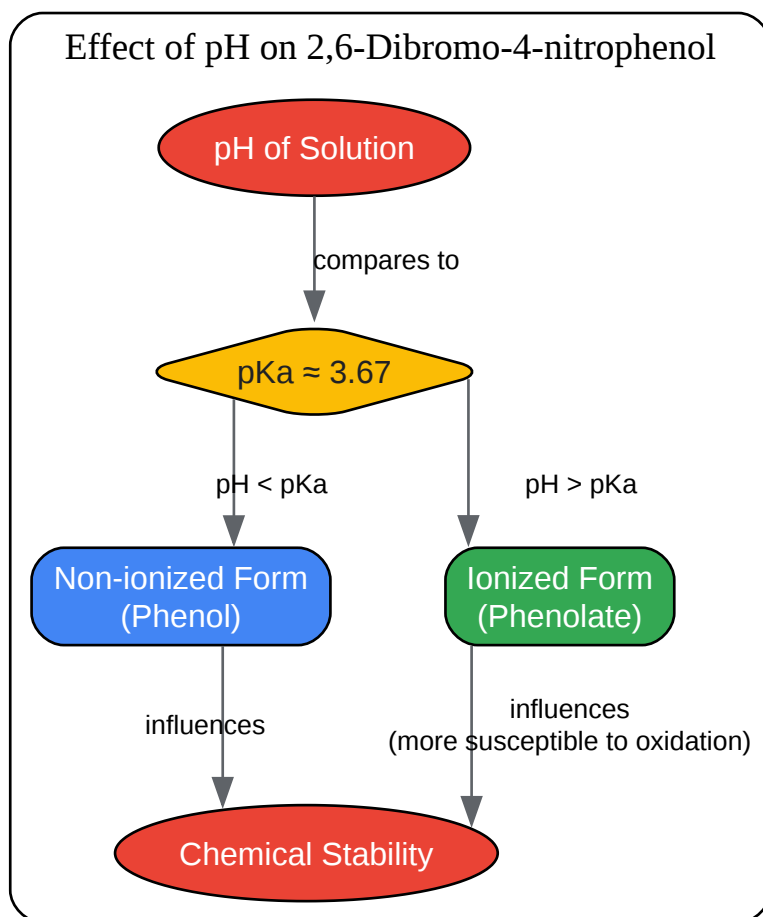 Effect of pH on 2,6-Dibromo-4-nitrophenol
pH of Solution
compares to
pKa ≈ 3.67
pH < pKa
pH > pKa
Non-ionized Form
(Phenol)
Ionized Form
(Phenolate)
influences
influences
(more susceptible to oxidation)
Chemical Stability